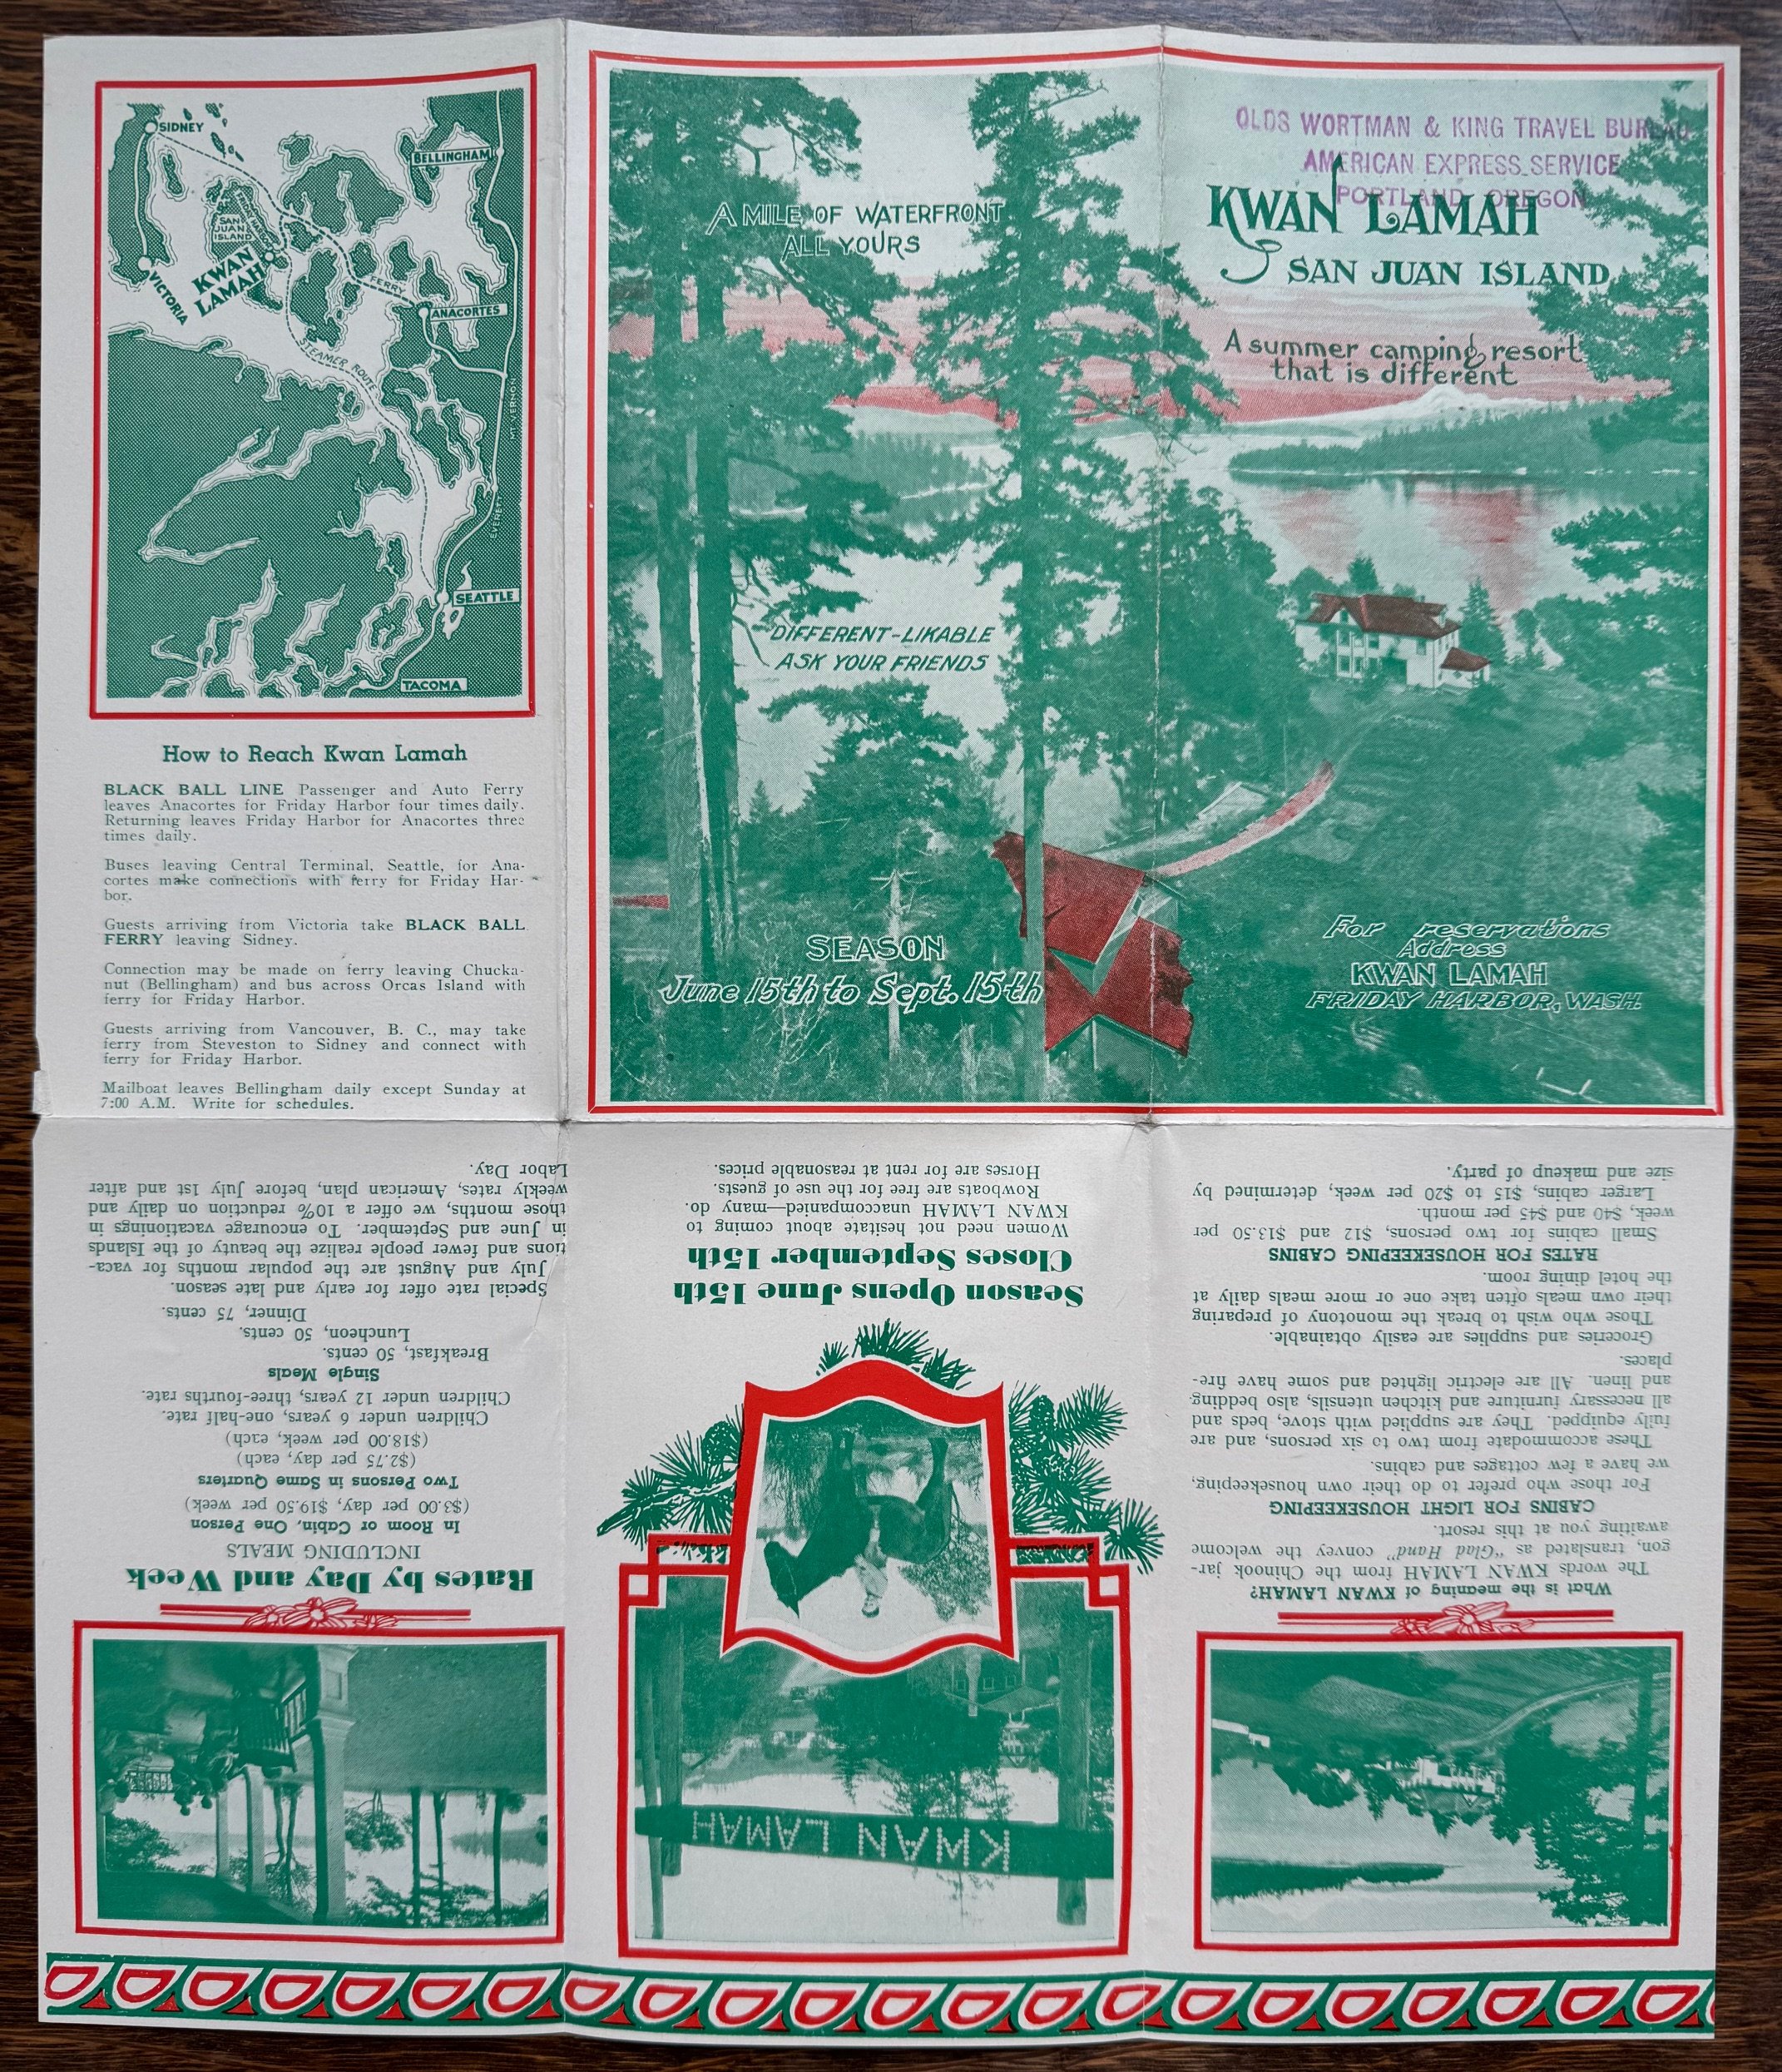 SIDNEY
BELLINGHAM
SAN
JUAN
ISLAND
FRIDAY HARBOR
KWAN
LAMAH
VICTORIA
FERRY
ANACORTES
STEAMER ROUTE
MT. VERNON
EVERETT
SEATTLE
TACOMA
How to Reach Kwan Lamah
BLACK BALL LINE Passenger and Auto Ferry
leaves Anacortes for Friday Harbor four times daily.
Returning leaves Friday Harbor for Anacortes three
times daily.
Buses leaving Central Terminal, Seattle, for Ana-
cortes make connections with ferry for Friday Har-
bor.
Guests arriving from Victoria take BLACK BALL
FERRY leaving Sidney.
Connection may be made on ferry leaving Chucka-
nut (Bellingham) and bus across Orcas Island with
ferry for Friday Harbor.
Guests arriving from Vancouver, B. C., may take
ferry from Steveston to Sidney and connect with
ferry for Friday Harbor.
Mailboat leaves Bellingham daily except Sunday at
7:00 A.M. Write for schedules.
A MILE OF WATERFRONT
ALL YOURS
DIFFERENT-LIKABLE
ASK YOUR FRIENDS
SEASON
June 15th to Sept. 15th
OLDS WORTMAN & KING TRAVEL BUREAU
AMERICAN EXPRESS SERVICE
PORTLAND, OREGON
KWAN LAMAH
SAN JUAN ISLAND
A summer camping resort
that is different
For reservations
Address
KWAN LAMAH
FRIDAY HARBOR, WASH.
What is the meaning of KWAN LAMAH?
The words KWAN LAMAH from the Chinook jar-
gon, translated as "Glad Hand" convey the welcome
awaiting you at this resort.
CABINS FOR LIGHT HOUSEKEEPING
For those who prefer to do their own housekeeping,
we have a few cottages and cabins.
These accommodate from two to six persons, and are
fully equipped. They are supplied with stove, beds and
all necessary furniture and kitchen utensils, also bedding
and linen. All are electric lighted and some have fire-
places.
Groceries and supplies are easily obtainable.
Those who wish to break the monotony of preparing
their own meals often take one or more meals daily at
the hotel dining room.
RATES FOR HOUSEKEEPING CABINS
Small cabins for two persons, $12 and $13.50 per
week, $40 and $45 per month.
Larger cabins, $15 to $20 per week, determined by
size and makeup of party.
KWAN LAMAH
Season Opens June 15th
Closes September 15th
Women need not hesitate about coming to
KWAN LAMAH unaccompanied—many do.
Rowboats are free for the use of guests.
Horses are for rent at reasonable prices.
Rates by Day and Week
INCLUDING MEALS
In Room or Cabin, One Person
($3.00 per day, $19.50 per week)
Two Persons in Same Quarters
($2.75 per day, each)
($18.00 per week, each)
Children under 6 years, one-half rate.
Children under 12 years, three-fourths rate.
Single Meals
Breakfast, 50 cents.
Luncheon, 50 cents.
Dinner, 75 cents.
Special rate offer for early and late season.
July and August are the popular months for vaca-
tions and fewer people realize the beauty of the Islands
in June and September. To encourage vacationings in
those months, we offer a 10% reduction on daily and
weekly rates, American plan, before July 1st and after
Labor Day.